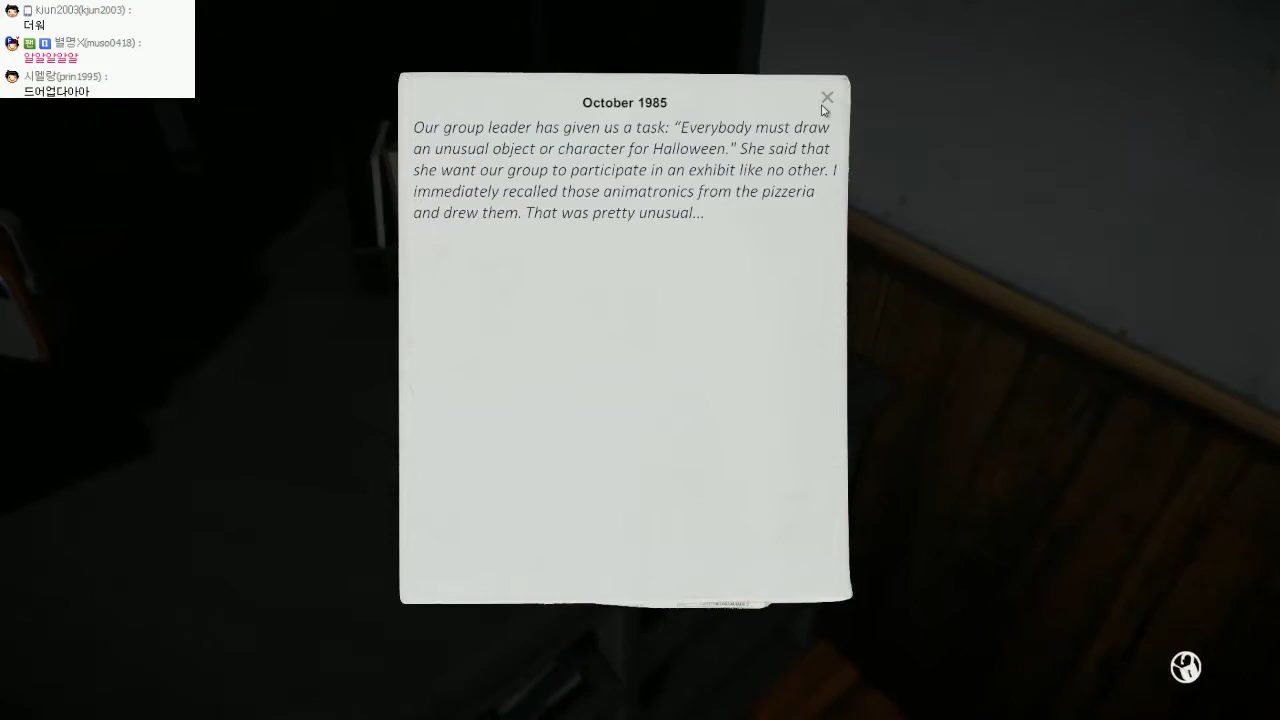 kjun2003(kjun2003) :
더워
팬 별명X(muso0418) :
알알알알알
시멜랑(prin1995) :
드어업다아아
October 1985
Our group leader has given us a task: “Everybody must draw
an unusual object or character for Halloween." She said that
she want our group to participate in an exhibit like no other. I
immediately recalled those animatronics from the pizzeria
and drew them. That was pretty unusual...